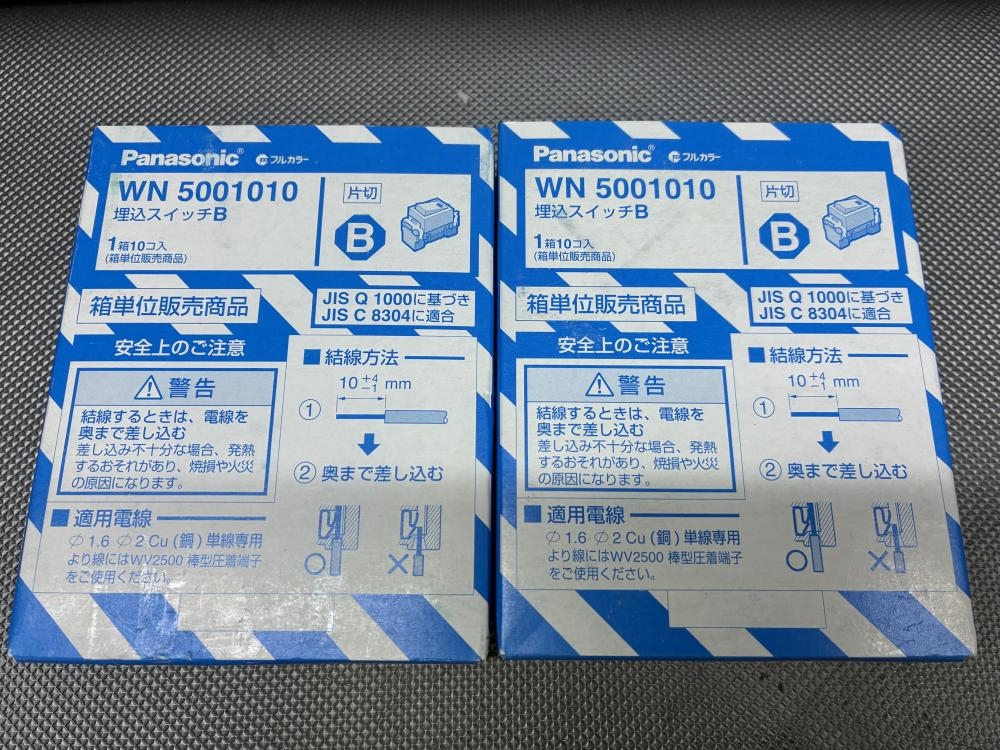 Panasonic® フルカラー
WN 5001010
埋込スイッチB
1箱10コ入
(箱単位販売商品)
片切
B
箱単位販売商品
JIS Q 1000に基づき
JIS C 8304に適合
安全上のご注意
警告
結線するときは、電線を
奥まで差し込む
差し込み不十分な場合、発熱
するおそれがあり、焼損や火災
の原因になります。
■結線方法
10 +4 −1 mm
①
②奥まで差し込む
■適用電線
φ1.6 φ2 Cu (銅) 単線専用
より線にはWV2500 棒型圧着端子
をご使用ください。
Panasonic® フルカラー
WN 5001010
埋込スイッチB
1箱10コ入
(箱単位販売商品)
片切
B
箱単位販売商品
JIS Q 1000に基づき
JIS C 8304に適合
安全上のご注意
警告
結線するときは、電線を
奥まで差し込む
差し込み不十分な場合、発熱
するおそれがあり、焼損や火災
の原因になります。
■結線方法
10 +4 −1 mm
①
②奥まで差し込む
■適用電線
φ1.6 φ2 Cu (銅) 単線専用
より線にはWV2500 棒型圧着端子
をご使用ください。